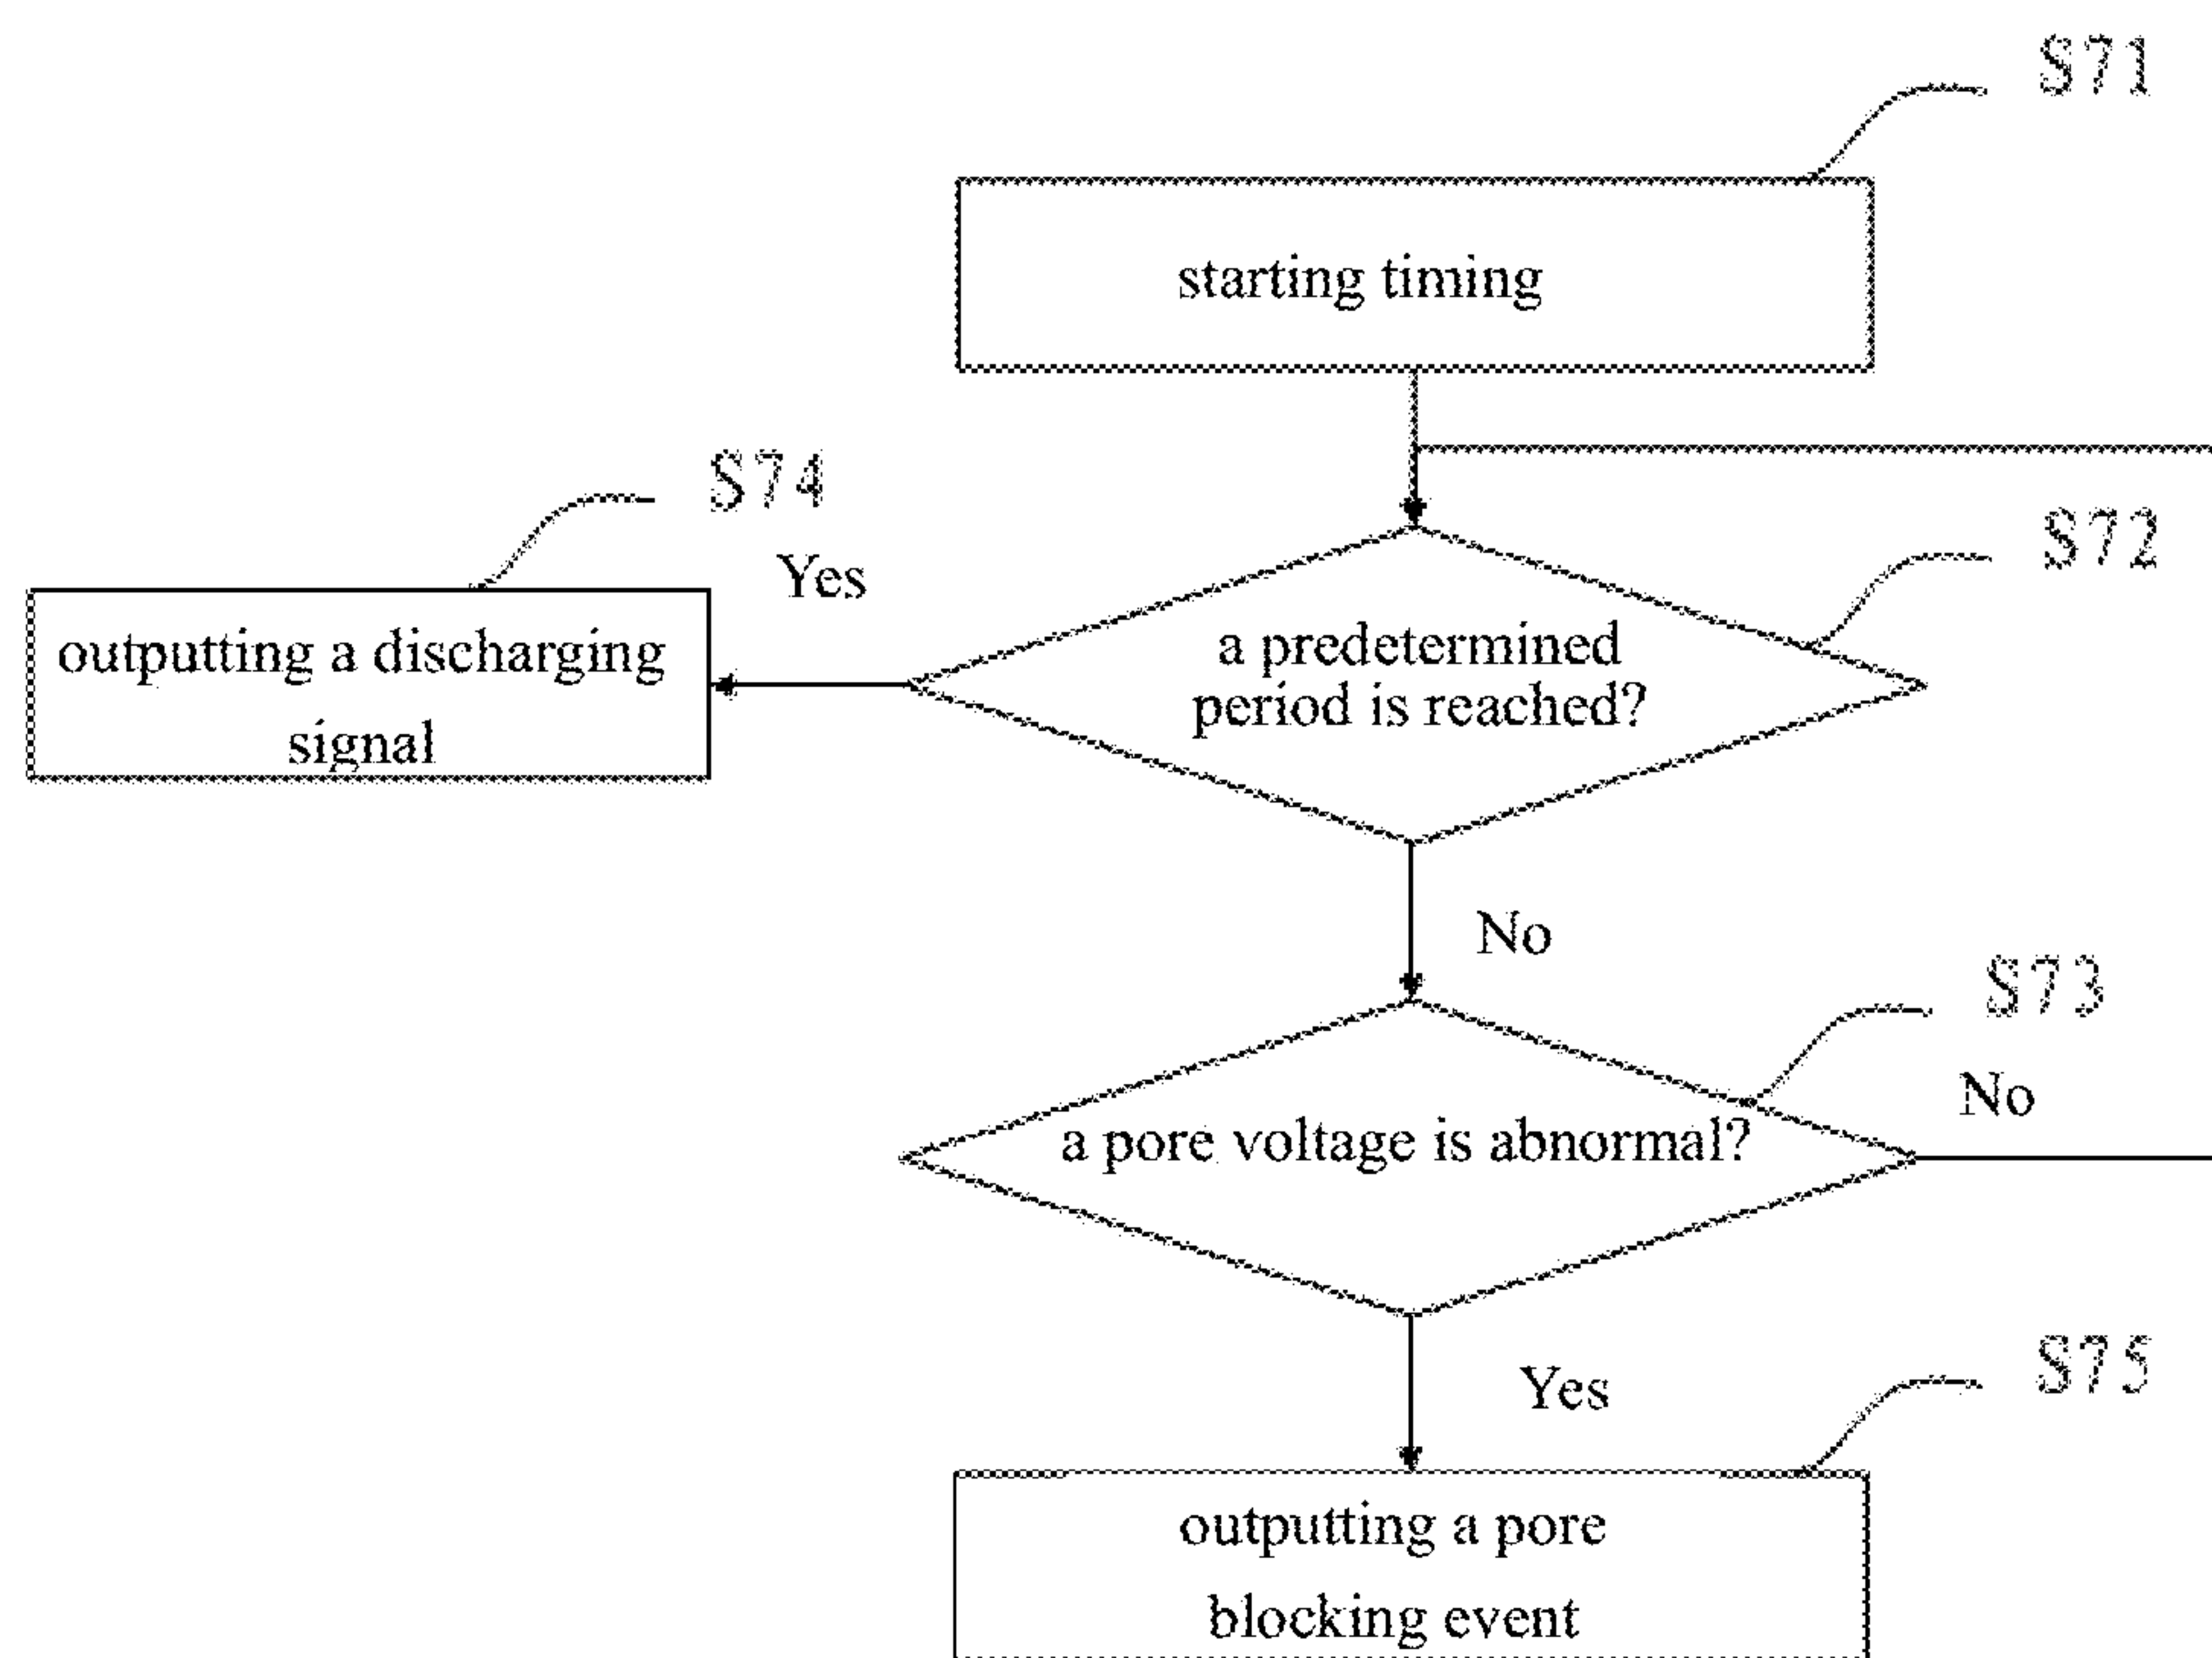 S71
starting timing
S74
Yes
S72
outputting a discharging
signal
a predetermined
period is reached?
No
S73
No
a pore voltage is abnormal?
Yes
S75
outputting a pore
blocking event